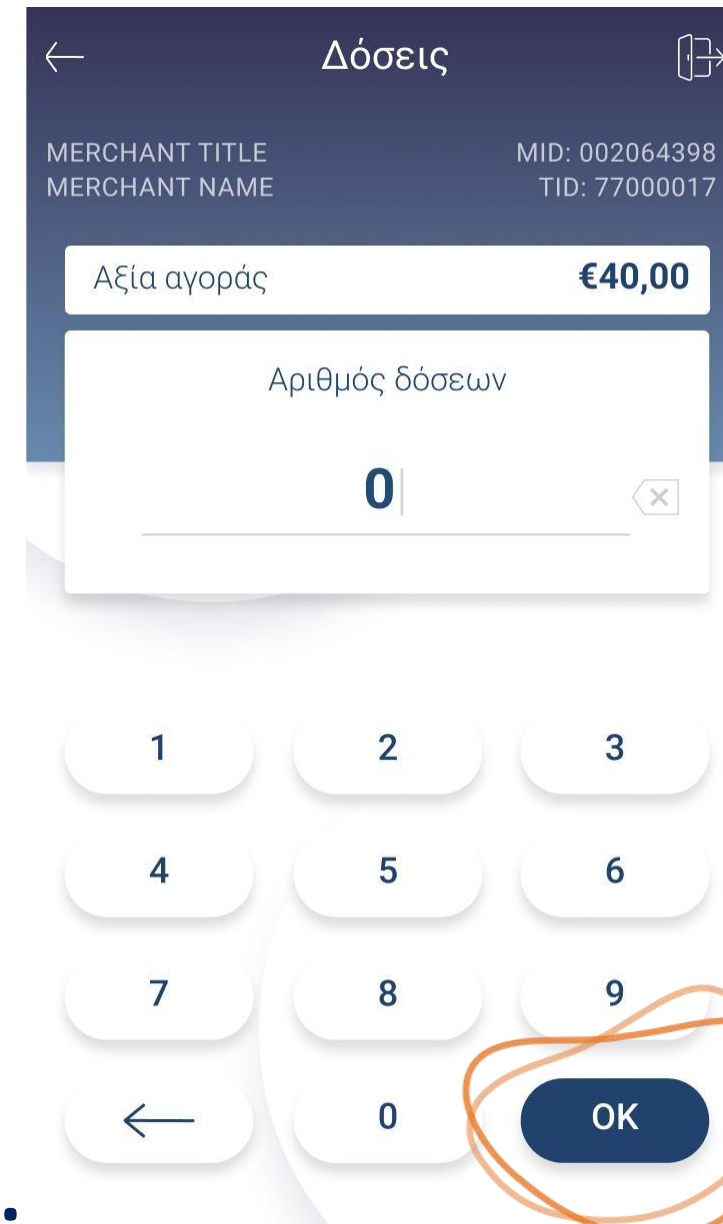 Δόσεις
MERCHANT TITLE MID: 002064398
MERCHANT NAME TID: 77000017
Αξία αγοράς €40,00
Αριθμός δόσεων
0
1 2 3
4 5 6
7 8 9
0 OK